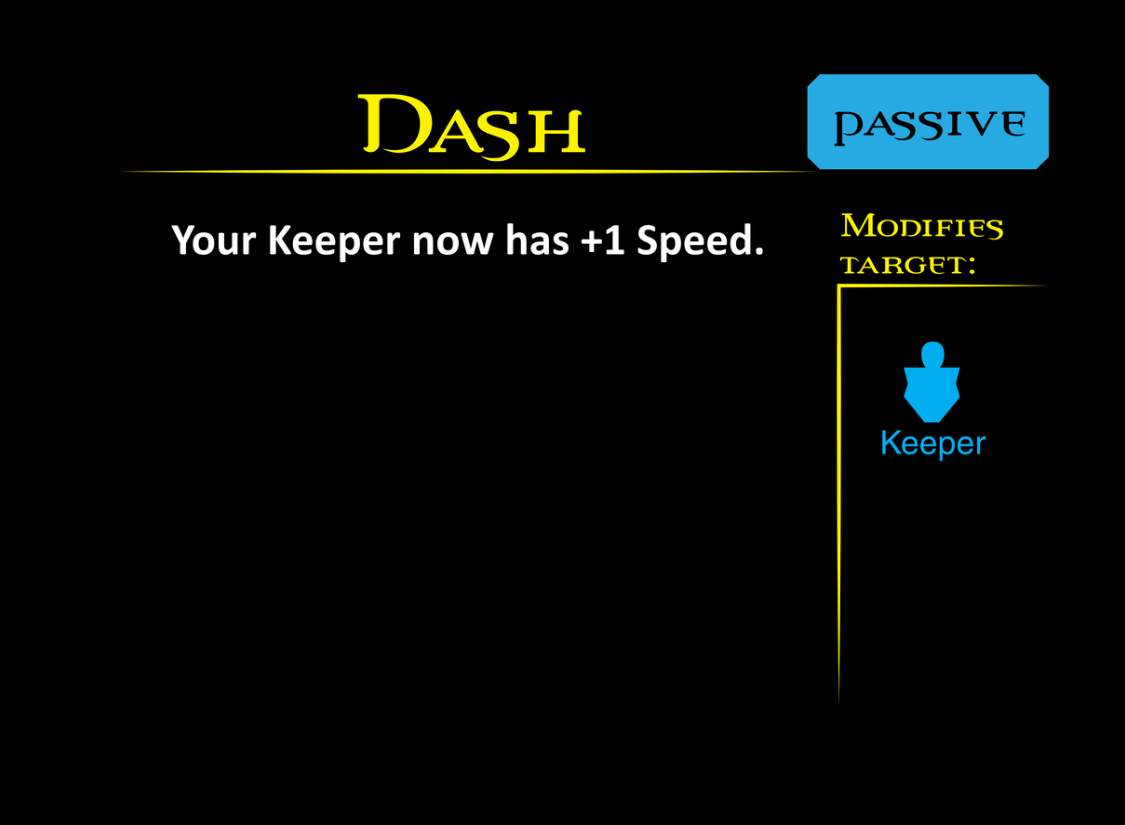 Dash
passive
Your Keeper now has +1 Speed.
Modifies
target:
Keeper